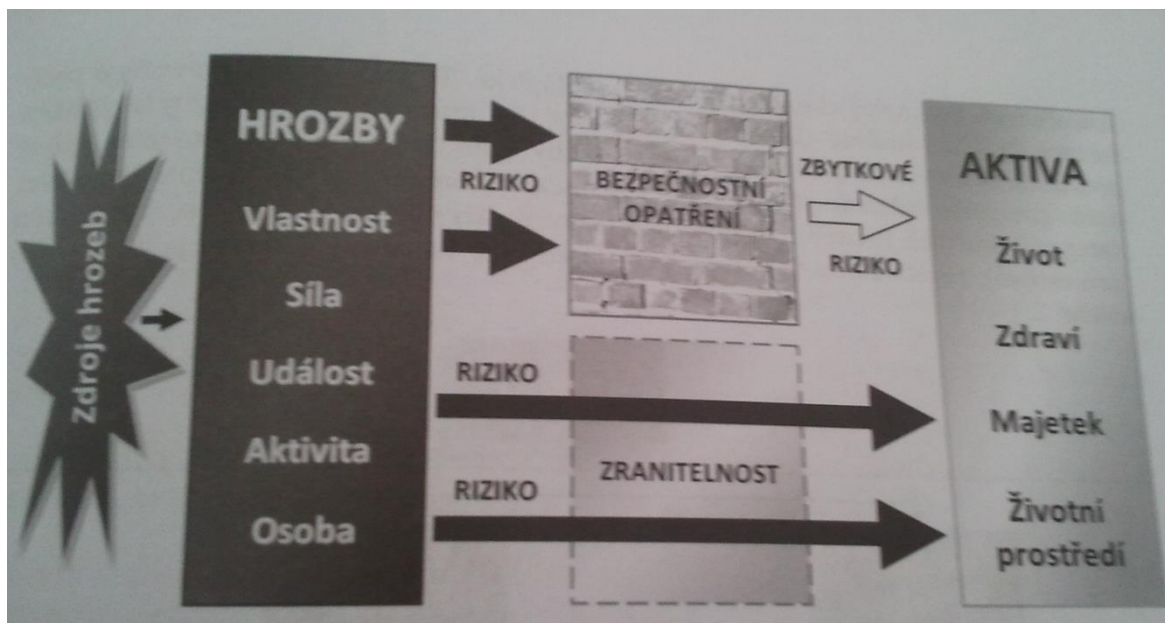 Zdroje hrozeb
HROZBY
Vlastnost
Síla
Událost
Aktivita
Osoba
RIZIKO
BEZPEČNOSTNÍ
OPATŘENÍ
ZBYTKOVÉ
RIZIKO
RIZIKO
RIZIKO
ZRANITELNOST
AKTIVA
Život
Zdraví
Majetek
Životní
prostředí